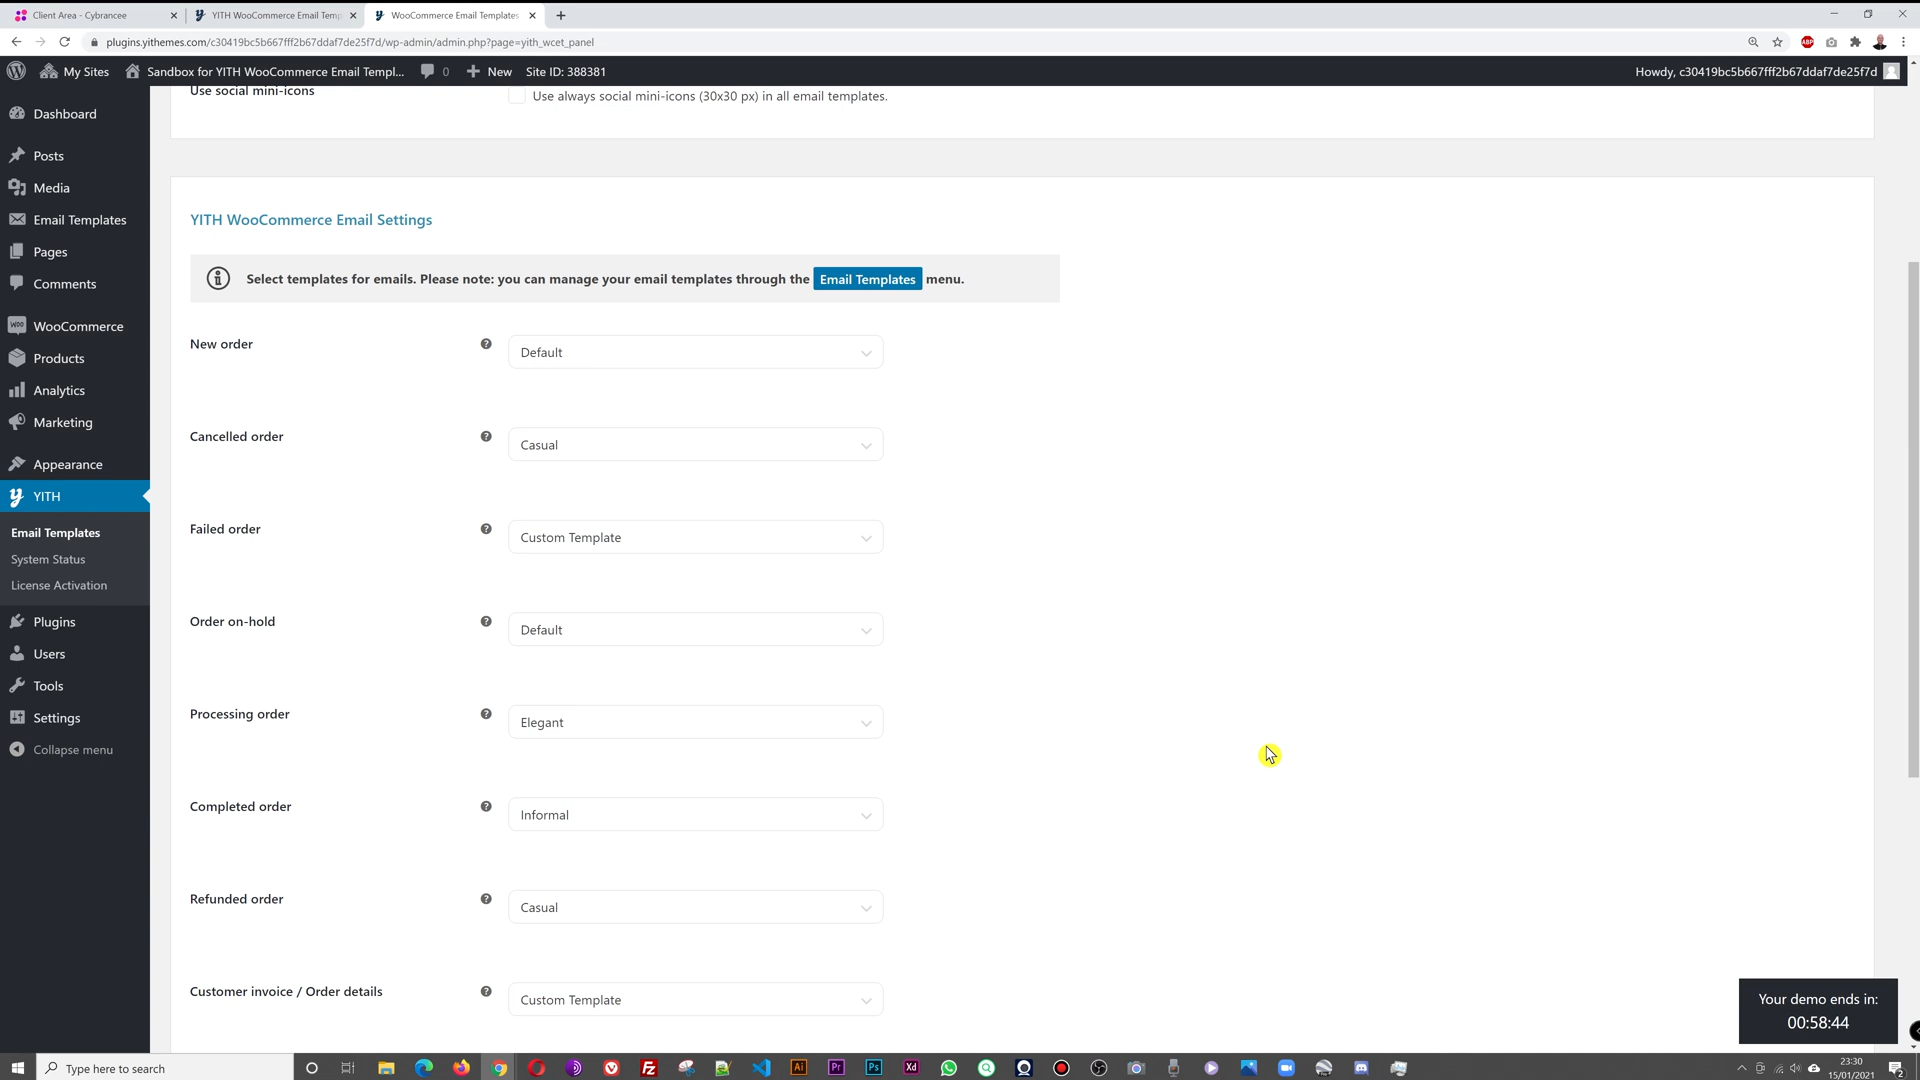 Client Area - Cybrancee
YITH WooCommerce Email Temp
WooCommerce Email Templates
plugins.yithemes.com/c30419bc5b667fff2b67ddaf7de25f7d/wp-admin/admin.php?page=yith_wcet_panel
My Sites
Sandbox for YITH WooCommerce Email Templ...
0
New
Site ID: 388381
Howdy, c30419bc5b667fff2b67ddaf7de25f7d
Dashboard
Posts
Media
Email Templates
Pages
Comments
WooCommerce
Products
Analytics
Marketing
Appearance
YITH
Email Templates
System Status
License Activation
Plugins
Users
Tools
Settings
Collapse menu
Use social mini-icons
Use always social mini-icons (30x30 px) in all email templates.
YITH WooCommerce Email Settings
Select templates for emails. Please note: you can manage your email templates through the Email Templates menu.
New order
Default
Cancelled order
Casual
Failed order
Custom Template
Order on-hold
Default
Processing order
Elegant
Completed order
Informal
Refunded order
Casual
Customer invoice / Order details
Custom Template
Your demo ends in:
00:58:44
Type here to search
23:30
15/01/2021